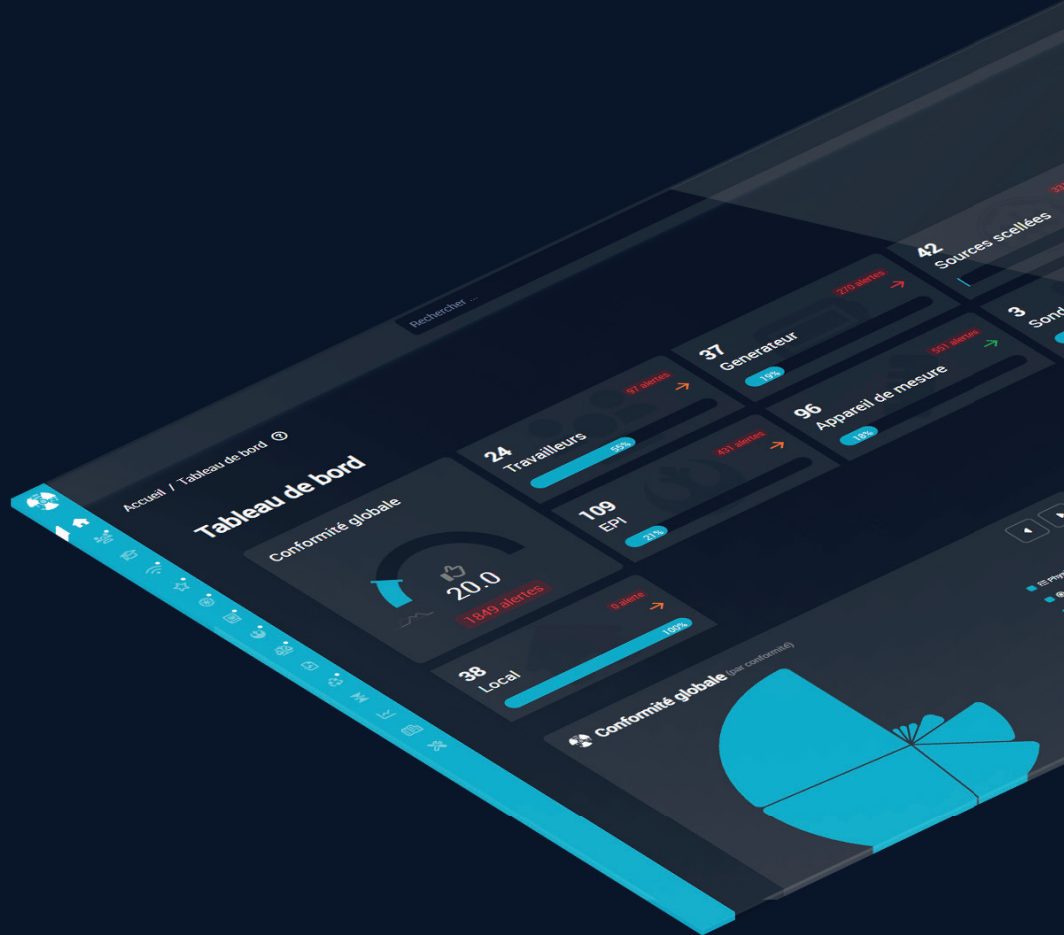 Rechercher ...
Accueil / Tableau de bord
Tableau de bord
Conformité globale
20.0
1849 alertes
24
Travailleurs
97 alertes
55%
37
Generateur
270 alertes
19%
42
Sources scellées
109
EPI
431 alertes
21%
96
Appareil de mesure
551 alertes
18%
3
38
Local
0 alerte
100%
Conformité globale (par conformité)